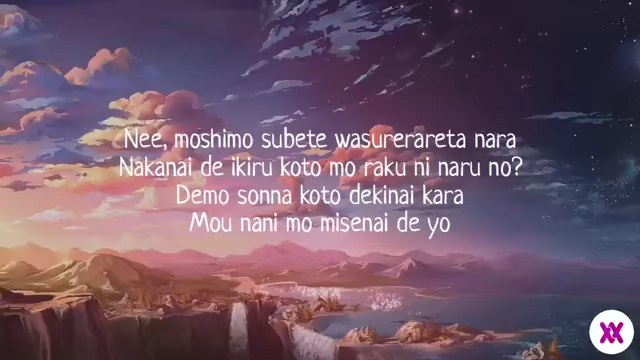 Nee, moshimo subete wasurerareta nara
Nakanai de ikiru koto mo raku ni naru no?
Demo sonna koto dekinai kara
Mou nani mo misenai de yo